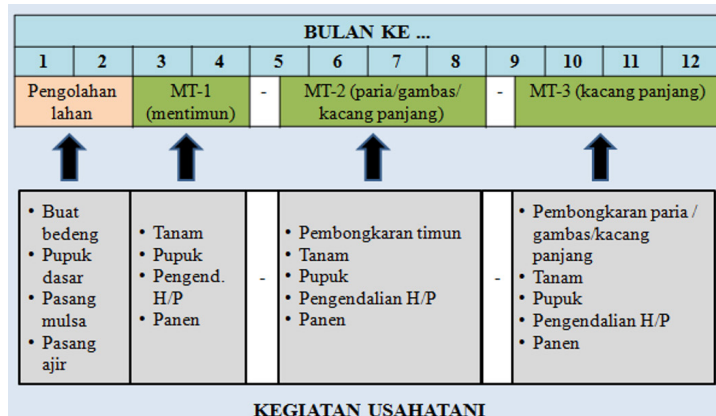 BULAN KE ...
1 2 3 4 5 6 7 8 9 10 11 12
Pengolahan
lahan
MT-1
(mentimun)
-
MT-2 (paria/gambas/
kacang panjang)
-
MT-3 (kacang panjang)
• Buat
bedeng
• Pupuk
dasar
• Pasang
mulsa
• Pasang
ajir
• Tanam
• Pupuk
• Pengend.
H/P
• Panen
-
• Pembongkaran timun
• Tanam
• Pupuk
• Pengendalian H/P
• Panen
-
• Pembongkaran paria /
gambas/kacang
panjang
• Tanam
• Pupuk
• Pengendalian H/P
• Panen
KEGIATAN USAHATANI